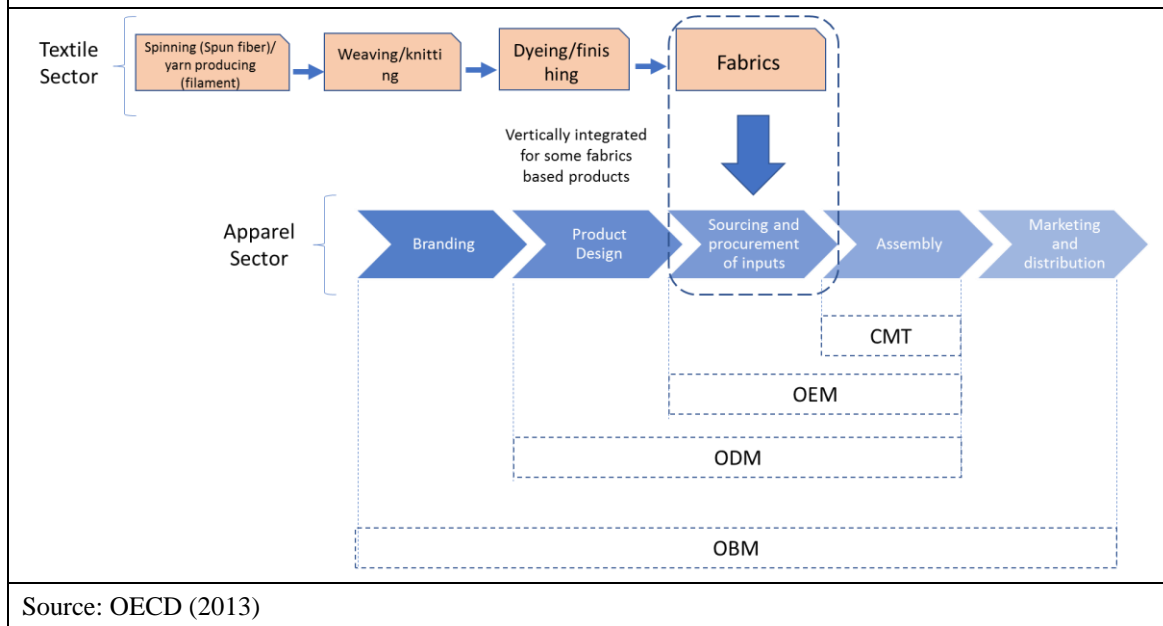 Textile
Sector
Spinning (Spun fiber)/
yarn producing
(filament)
Weaving/knitti
ng
Dyeing/finis
hing
Fabrics
Vertically integrated
for some fabrics
based products
Apparel
Sector
Branding
Product
Design
Sourcing and
procurement
of inputs
Assembly
Marketing
and
distribution
CMT
OEM
ODM
OBM
Source: OECD (2013)